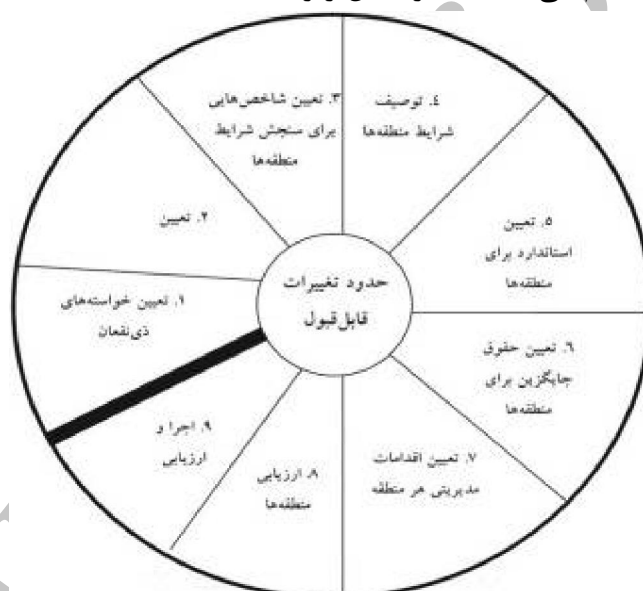 حدود تغییرات
قابل‌قبول
۱. تعیین خواسته‌های
ذی‌نفعان
۲. تعیین
۳. تعیین شاخص‌هایی
برای سنجش شرایط
منطقه‌ها
٤. توصیف
شرایط منطقه‌ها
۵. تعیین
استاندارد برای
منطقه‌ها
۶. تعیین حقوق
جایگزین برای
منطقه‌ها
۷. تعیین اقدامات
مدیریتی هر منطقه
۸. ارزیابی
منطقه‌ها
۹. اجرا و
ارزیابی